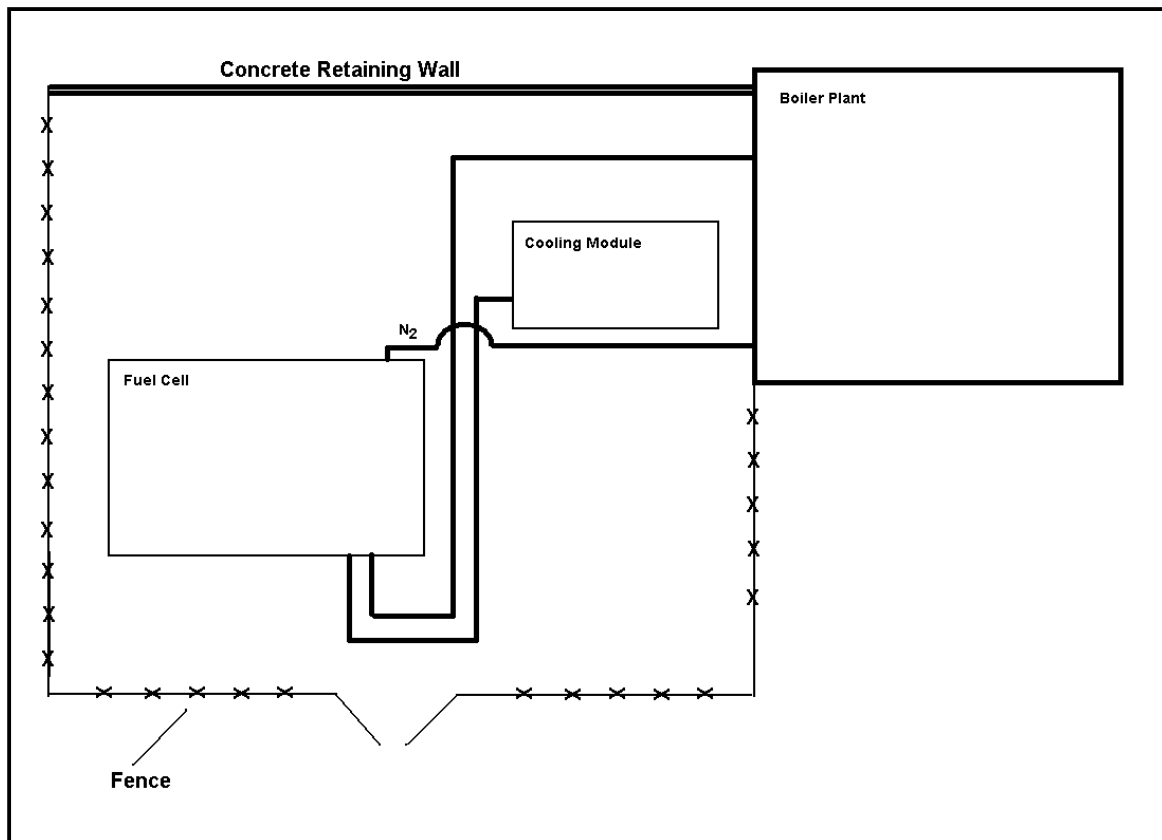 Concrete Retaining Wall
Boiler Plant
Cooling Module
N2
Fuel Cell
Fence